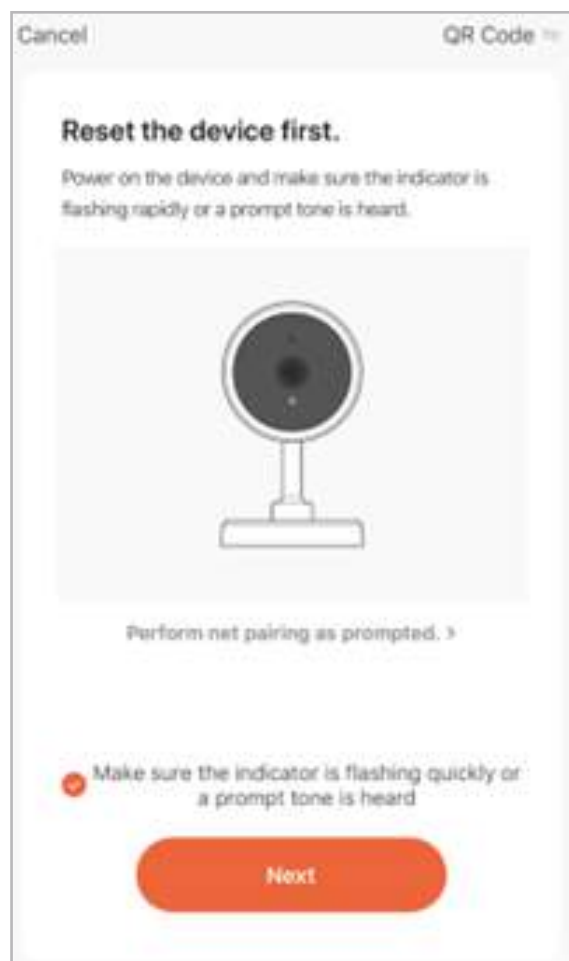 Cancel
QR Code
Reset the device first.
Power on the device and make sure the indicator is
flashing rapidly or a prompt tone is heard.
Perform net pairing as prompted. >
Make sure the indicator is flashing quickly or
a prompt tone is heard
Next